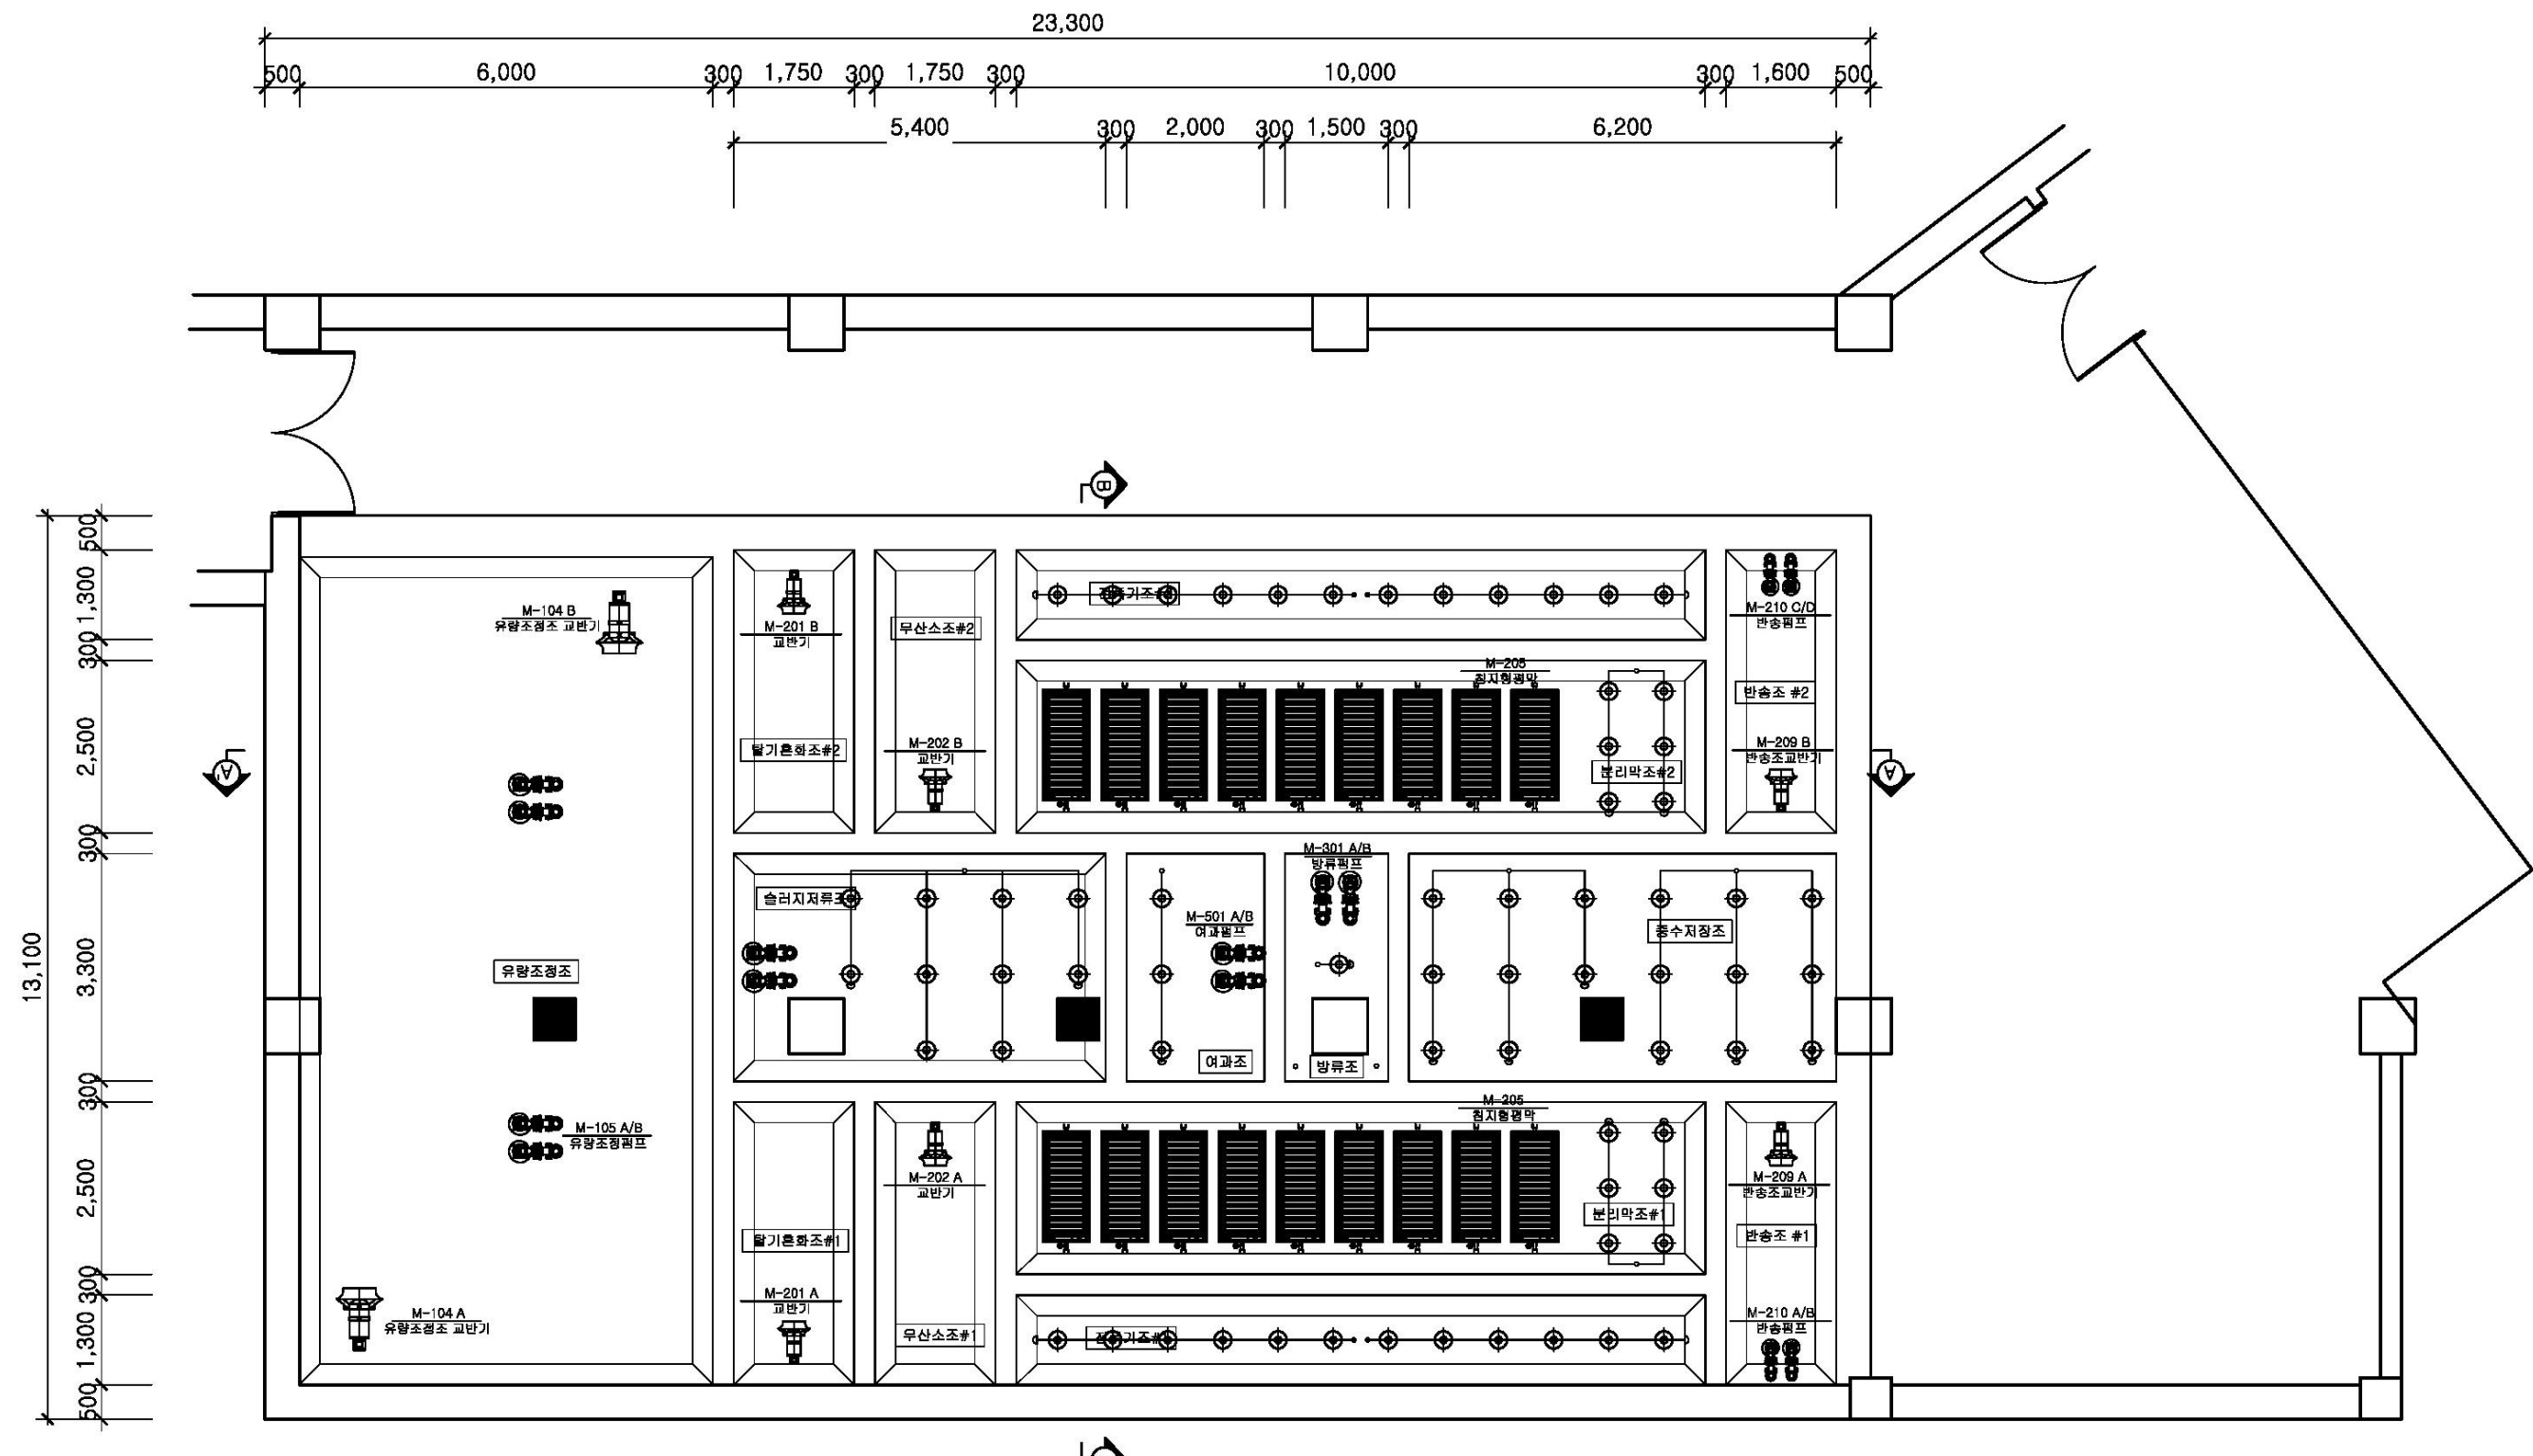 23,300
500 6,000 300 1,750 300 1,750 300 10,000 300 1,600 500
5,400 300 2,000 300 1,500 300 6,200
B
500
1,300
300
2,500
300
3,300
300
2,500
300
1,300
500
13,100
A'
A
M-104 B
유량조정조 교반기
M-201 B
교반기
무산소조#2
M-210 C/D
반송펌프
M-205
침지형평막
반송조 #2
탈기혼화조#2
M-202 B
교반기
분리막조#2
M-209 B
반송조교반기
M-301 A/B
방류펌프
슬러지저류조
M-501 A/B
여과펌프
중수저장조
유량조정조
여과조
방류조
M-105 A/B
유량조정펌프
M-205
침지형평막
M-202 A
교반기
M-209 A
반송조교반기
분리막조#1
탈기혼화조#1
반송조 #1
M-201 A
교반기
M-104 A
유량조정조 교반기
무산소조#1
M-210 A/B
반송펌프